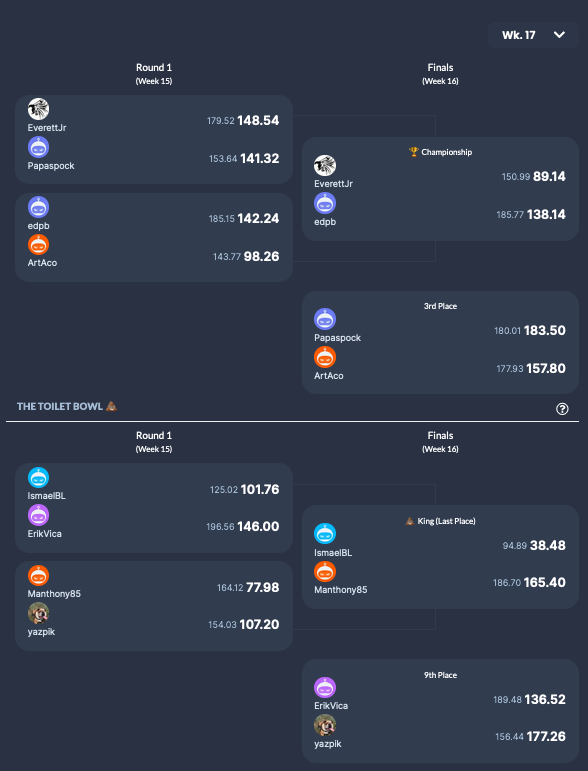 Wk. 17
Round 1
(Week 15)
Finals
(Week 16)
EverettJr
179.52 148.54
Papaspock
153.64 141.32
edpb
185.15 142.24
ArtAco
143.77 98.26
🏆 Championship
EverettJr
150.99 89.14
edpb
185.77 138.14
3rd Place
Papaspock
180.01 183.50
ArtAco
177.93 157.80
THE TOILET BOWL 💩
?
Round 1
(Week 15)
Finals
(Week 16)
IsmaelBL
125.02 101.76
ErikVica
196.56 146.00
Manthony85
164.12 77.98
yazpik
154.03 107.20
💩 King (Last Place)
IsmaelBL
94.89 38.48
Manthony85
186.70 165.40
9th Place
ErikVica
189.48 136.52
yazpik
156.44 177.26